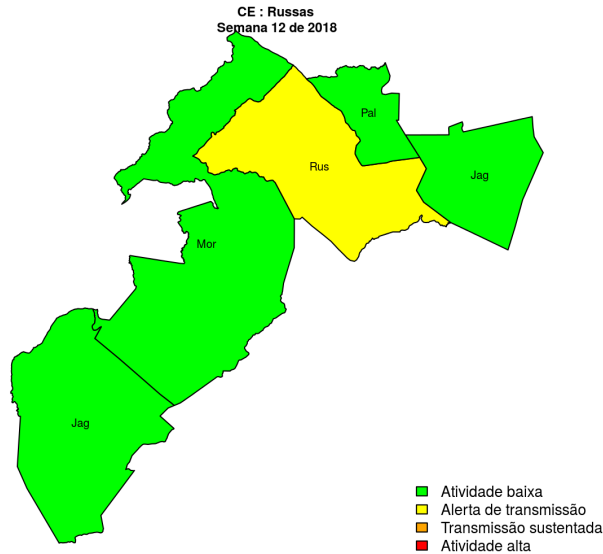 CE : Russas
Semana 12 de 2018
Pal
Rus
Jag
Mor
Jag
Atividade baixa
Alerta de transmissão
Transmissão sustentada
Atividade alta